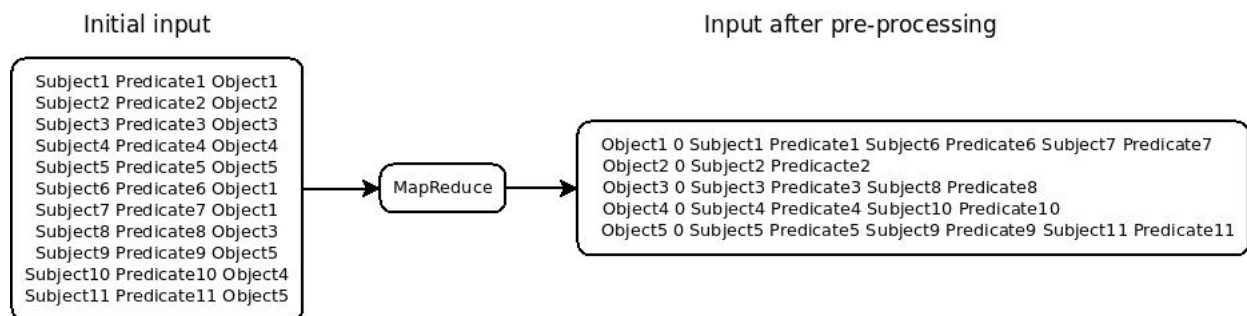 Initial input
Subject1 Predicate1 Object1
Subject2 Predicate2 Object2
Subject3 Predicate3 Object3
Subject4 Predicate4 Object4
Subject5 Predicate5 Object5
Subject6 Predicate6 Object1
Subject7 Predicate7 Object1
Subject8 Predicate8 Object3
Subject9 Predicate9 Object5
Subject10 Predicate10 Object4
Subject11 Predicate11 Object5
MapReduce
Input after pre-processing
Object1 0 Subject1 Predicate1 Subject6 Predicate6 Subject7 Predicate7
Object2 0 Subject2 Predicacte2
Object3 0 Subject3 Predicate3 Subject8 Predicate8
Object4 0 Subject4 Predicate4 Subject10 Predicate10
Object5 0 Subject5 Predicate5 Subject9 Predicate9 Subject11 Predicate11